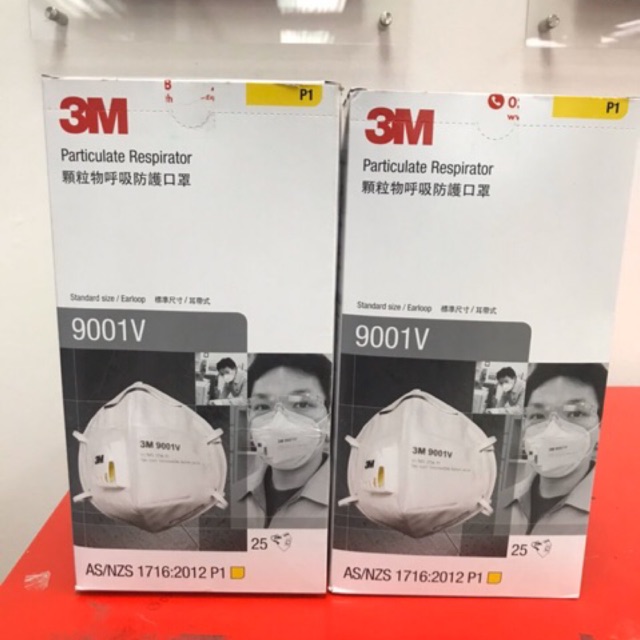 P1
3M
Particulate Respirator
顆粒物呼吸防護口罩
Standard size / Earloop 標準尺寸 / 耳帶式
9001V
3M 9001V
3M
25
AS/NZS 1716:2012 P1
P1
3M
Particulate Respirator
顆粒物呼吸防護口罩
Standard size / Earloop 標準尺寸 / 耳帶式
9001V
3M 9001V
3M
25
AS/NZS 1716:2012 P1